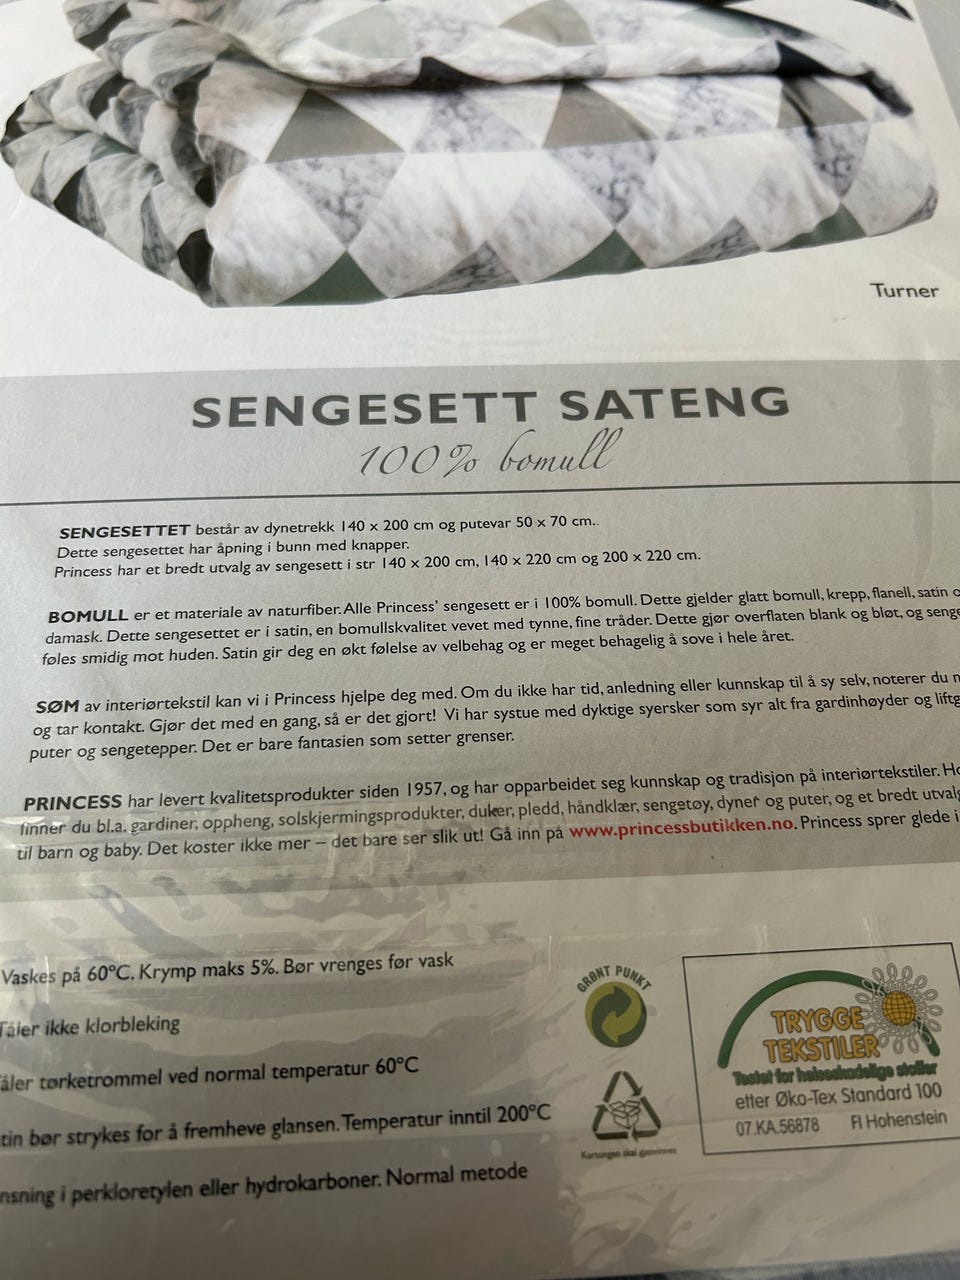 Turner
SENGESETT SATENG
100% bomull
SENGESETTET består av dynetrekk 140 x 200 cm og putevar 50 x 70 cm..
Dette sengesettet har åpning i bunn med knapper.
Princess har et bredt utvalg av sengesett i str 140 x 200 cm, 140 x 220 cm og 200 x 220 cm.
BOMULL er et materiale av naturfiber. Alle Princess' sengesett er i 100% bomull. Dette gjelder glatt bomull, krepp, flanell, satin
damask. Dette sengesettet er i satin, en bomullskvalitet vevet med tynne, fine tråder. Dette gjør overflaten blank og bløt, og senge
føles smidig mot huden. Satin gir deg en økt følelse av velbehag og er meget behagelig å sove i hele året.
SØM av interiørtekstil kan vi i Princess hjelpe deg med. Om du ikke har tid, anledning eller kunnskap til å sy selv, noterer du
og tar kontakt. Gjør det med en gang, så er det gjort! Vi har systue med dyktige syersker som syr alt fra gardinhøyder og liftg
puter og sengetepper. Det er bare fantasien som setter grenser.
PRINCESS har levert kvalitetsprodukter siden 1957, og har opparbeidet seg kunnskap og tradisjon på interiørtekstiler. H
finner du bl.a. gardiner, oppheng, solskjermingsprodukter, duker, pledd, håndklær, sengetøy, dyner og puter, og et bredt utvalg
til barn og baby. Det koster ikke mer – det bare ser slik ut! Gå inn på www.princessbutikken.no. Princess sprer glede i
Vaskes på 60°C. Krymp maks 5%. Bør vrenges før vask
Tåler ikke klorbleking
åler tørketrommel ved normal temperatur 60°C
tin bør strykes for å fremheve glansen. Temperatur inntil 200°C
nsning i perkloretylen eller hydrokarboner. Normal metode
GRØNT PUNKT
Kartongen skal gjenvinnes
TRYGGE
TEKSTILER
Testet for helseskadelige stoffer
etter Øko-Tex Standard 100
07.KA.56878 FI Hohenstein